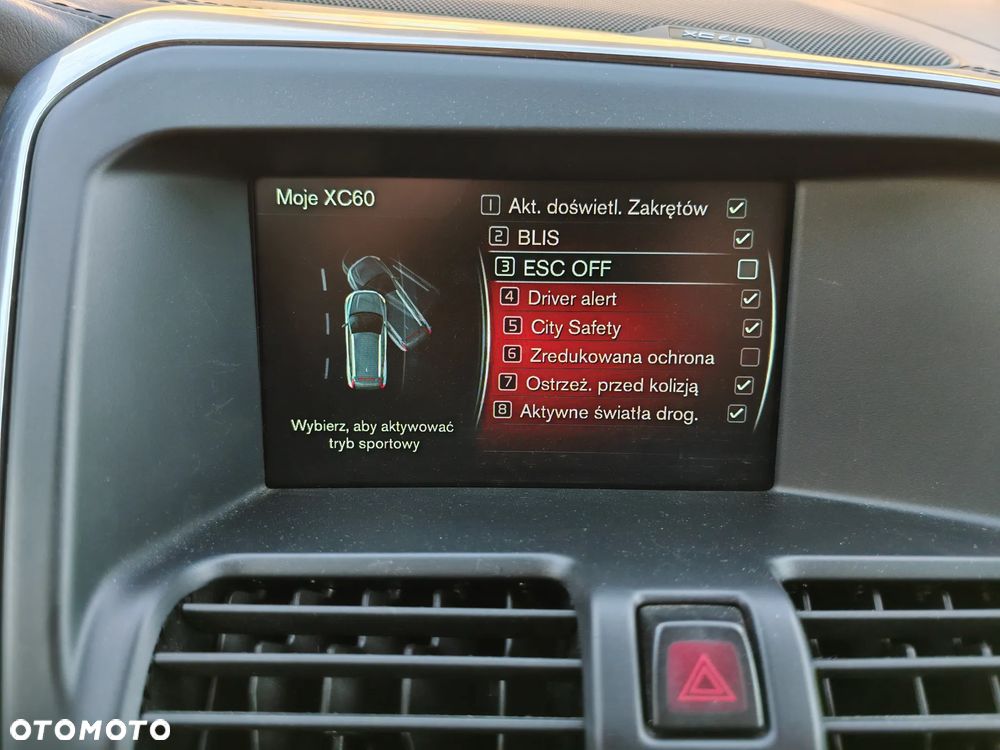 XC60
Moje XC60
1 Akt. doświetl. Zakrętów
2 BLIS
3 ESC OFF
4 Driver alert
5 City Safety
6 Zredukowana ochrona
7 Ostrzeż. przed kolizją
8 Aktywne światła drog.
Wybierz, aby aktywować
tryb sportowy
OTOMOTO